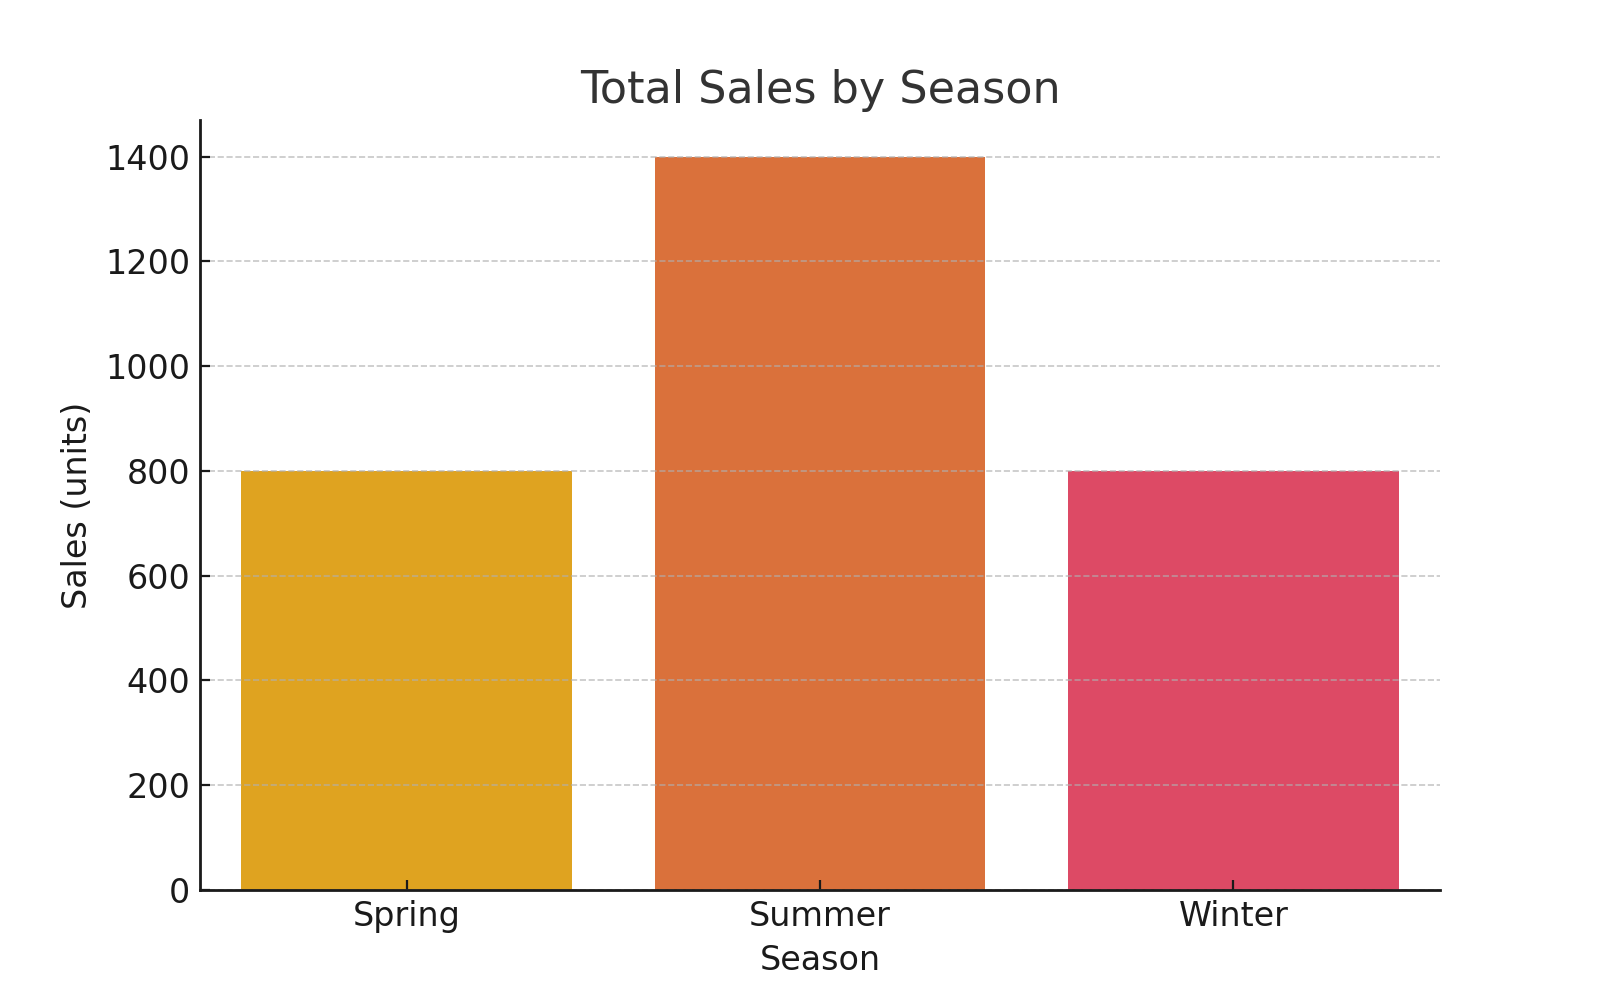 Total Sales by Season
Sales (units)
1400
1200
1000
800
600
400
200
0
Spring Summer Winter
Season